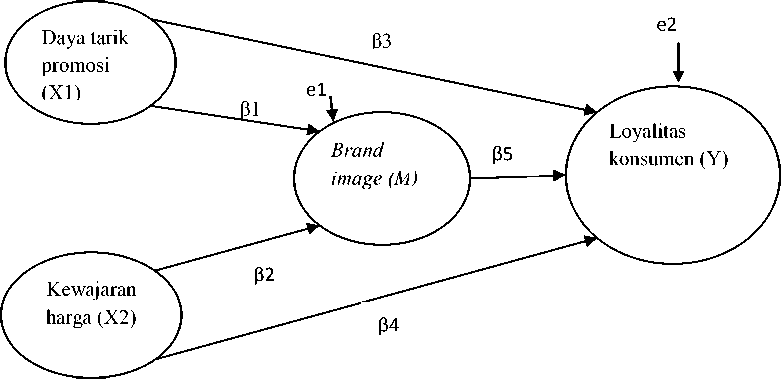 Daya tarik
promosi
(X1)
β3
e2
β1
e1
Brand
image (M)
β5
Loyalitas
konsumen (Y)
β2
Kewajaran
harga (X2)
β4